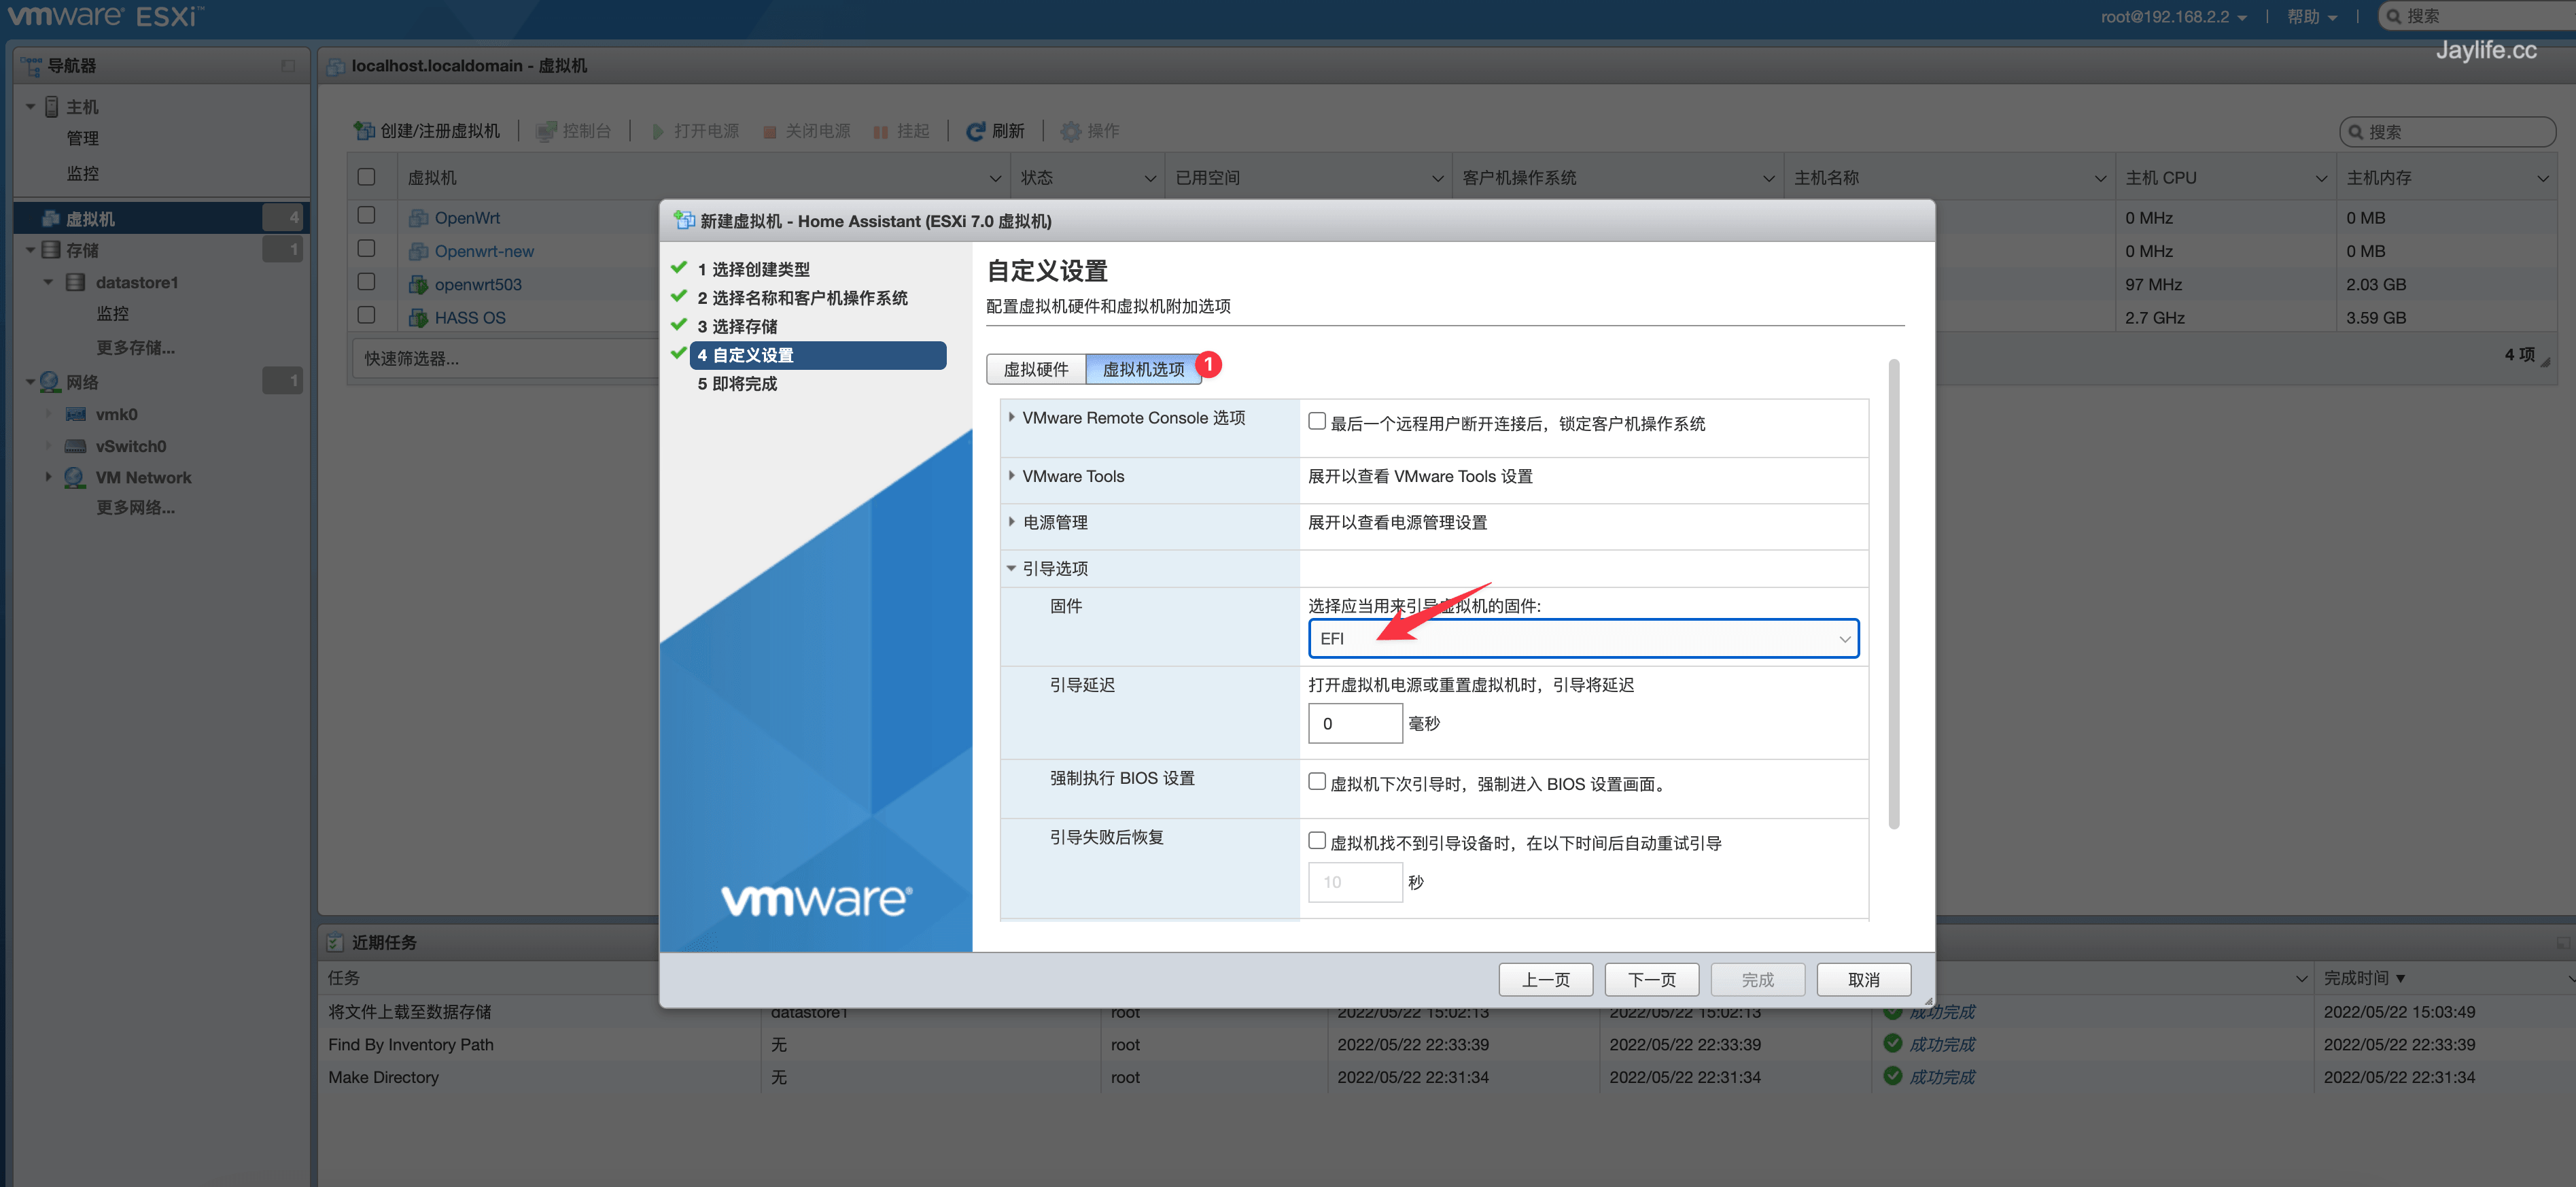 vmware ESXi™
root@192.168.2.2
帮助
搜索
Jaylife.cc
导航器
主机
管理
监控
虚拟机
4
存储
1
datastore1
监控
更多存储...
网络
1
vmk0
vSwitch0
VM Network
更多网络...
localhost.localdomain - 虚拟机
创建/注册虚拟机
控制台
打开电源
关闭电源
挂起
刷新
操作
搜索
虚拟机
状态
已用空间
客户机操作系统
主机名称
主机 CPU
主机内存
OpenWrt
0 MHz
0 MB
Openwrt-new
0 MHz
0 MB
openwrt503
97 MHz
2.03 GB
HASS OS
2.7 GHz
3.59 GB
快速筛选器...
4 项
新建虚拟机 - Home Assistant (ESXi 7.0 虚拟机)
1 选择创建类型
2 选择名称和客户机操作系统
3 选择存储
4 自定义设置
5 即将完成
vmware®
自定义设置
配置虚拟机硬件和虚拟机附加选项
虚拟硬件
虚拟机选项
1
VMware Remote Console 选项
最后一个远程用户断开连接后，锁定客户机操作系统
VMware Tools
展开以查看 VMware Tools 设置
电源管理
展开以查看电源管理设置
引导选项
固件
选择应当用来引导虚拟机的固件:
EFI
引导延迟
打开虚拟机电源或重置虚拟机时，引导将延迟
0 毫秒
强制执行 BIOS 设置
虚拟机下次引导时，强制进入 BIOS 设置画面。
引导失败后恢复
虚拟机找不到引导设备时，在以下时间后自动重试引导
10 秒
上一页
下一页
完成
取消
近期任务
任务
完成时间 ▼
将文件上载至数据存储
datastore1
root
2022/05/22 15:02:13
2022/05/22 15:02:13
成功完成
2022/05/22 15:03:49
Find By Inventory Path
无
root
2022/05/22 22:33:39
2022/05/22 22:33:39
成功完成
2022/05/22 22:33:39
Make Directory
无
root
2022/05/22 22:31:34
2022/05/22 22:31:34
成功完成
2022/05/22 22:31:34